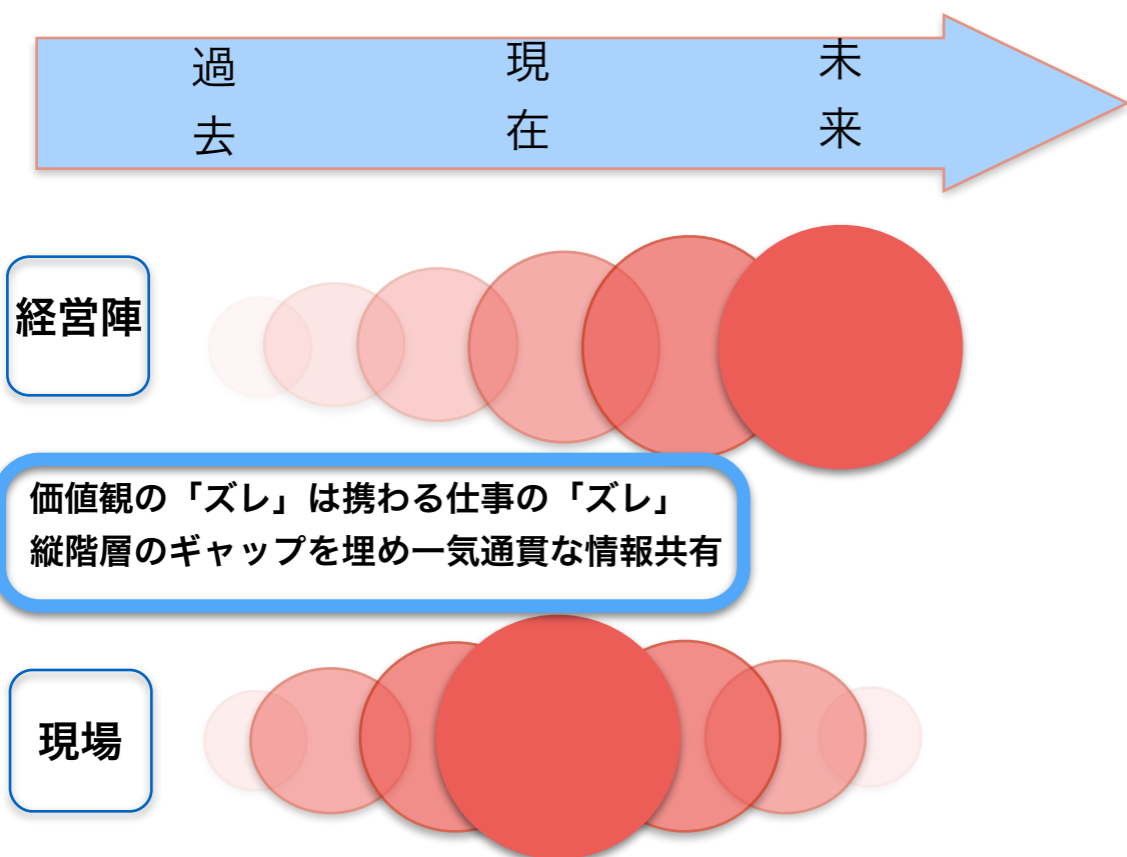 過去
現在
未来
経営陣
価値観の「ズレ」は携わる仕事の「ズレ」
縦階層のギャップを埋め一気通貫な情報共有
現場